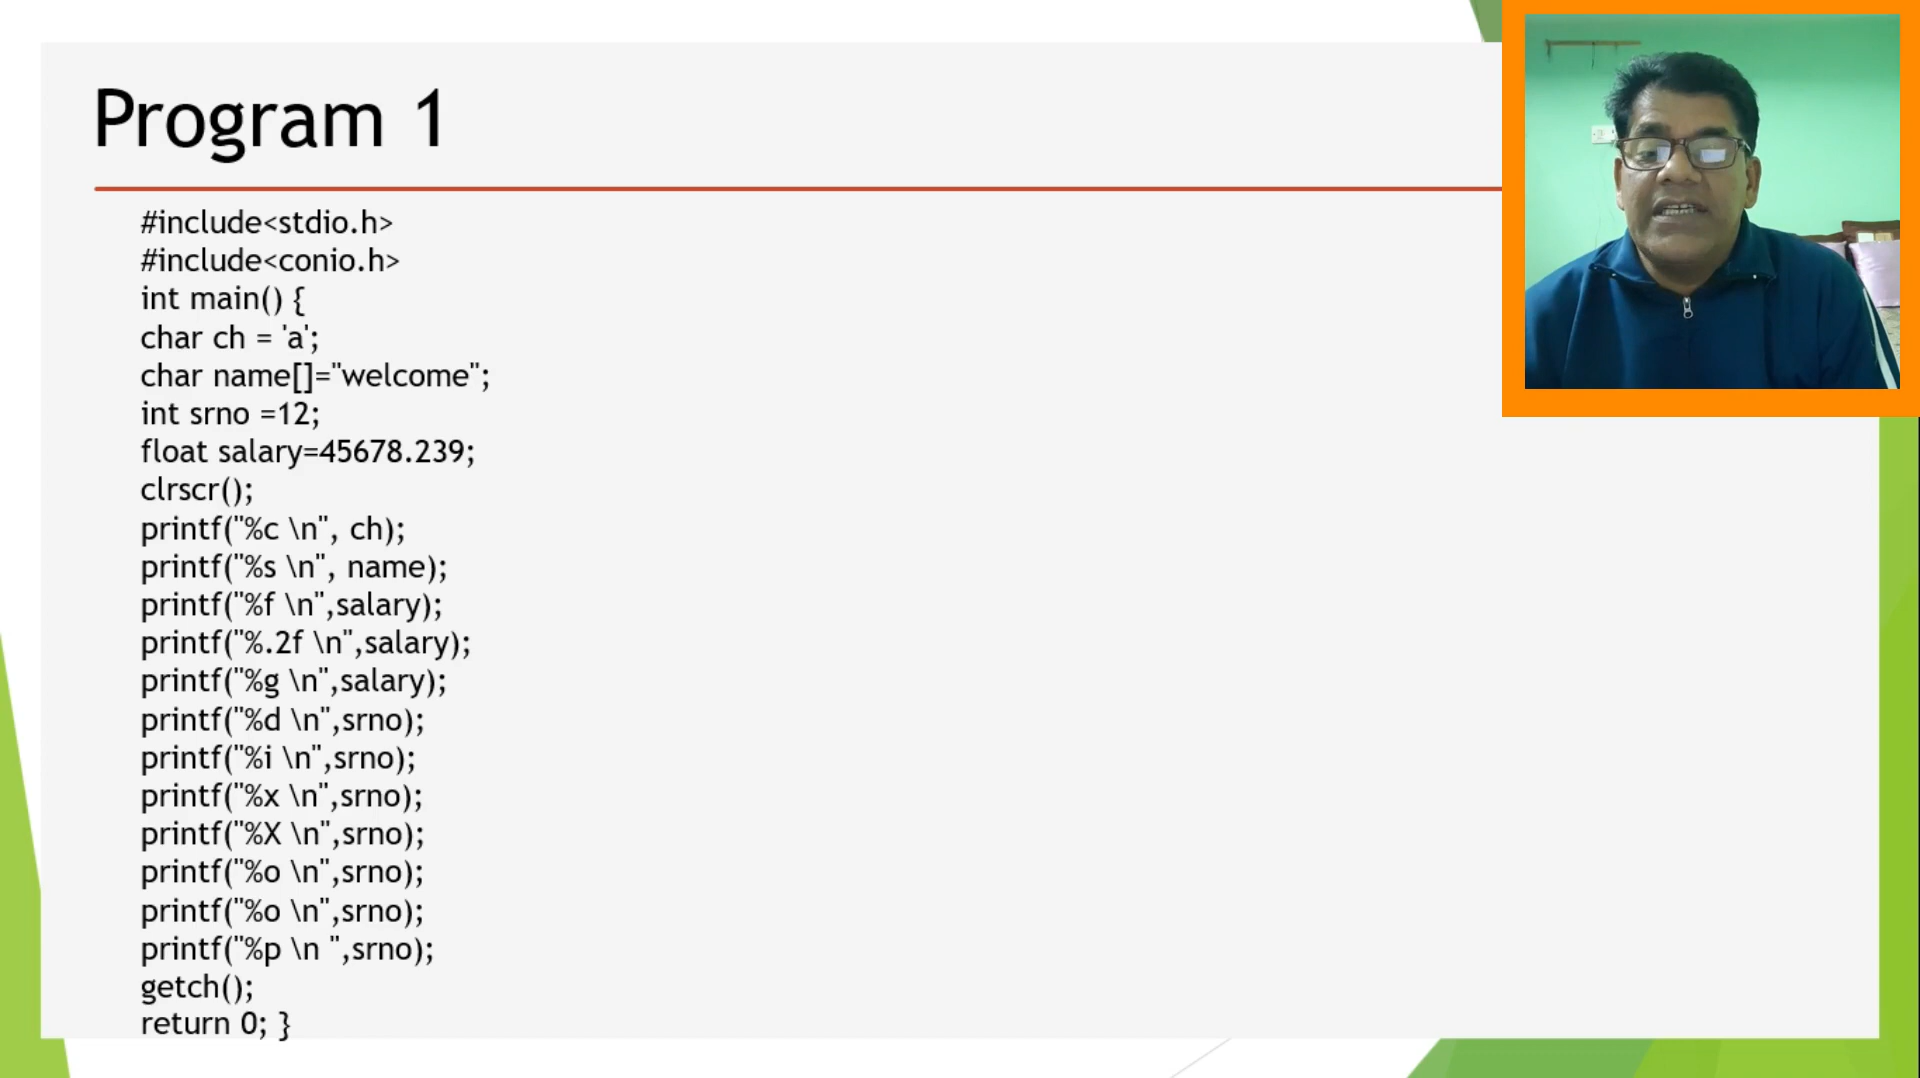 Program 1
#include<stdio.h>
#include<conio.h>
int main() {
char ch = 'a';
char name[]="welcome";
int srno =12;
float salary=45678.239;
clrscr();
printf("%c \n", ch);
printf("%s \n", name);
printf("%f \n",salary);
printf("%.2f \n",salary);
printf("%g \n",salary);
printf("%d \n",srno);
printf("%i \n",srno);
printf("%x \n",srno);
printf("%X \n",srno);
printf("%o \n",srno);
printf("%o \n",srno);
printf("%p \n ",srno);
getch();
return 0; }